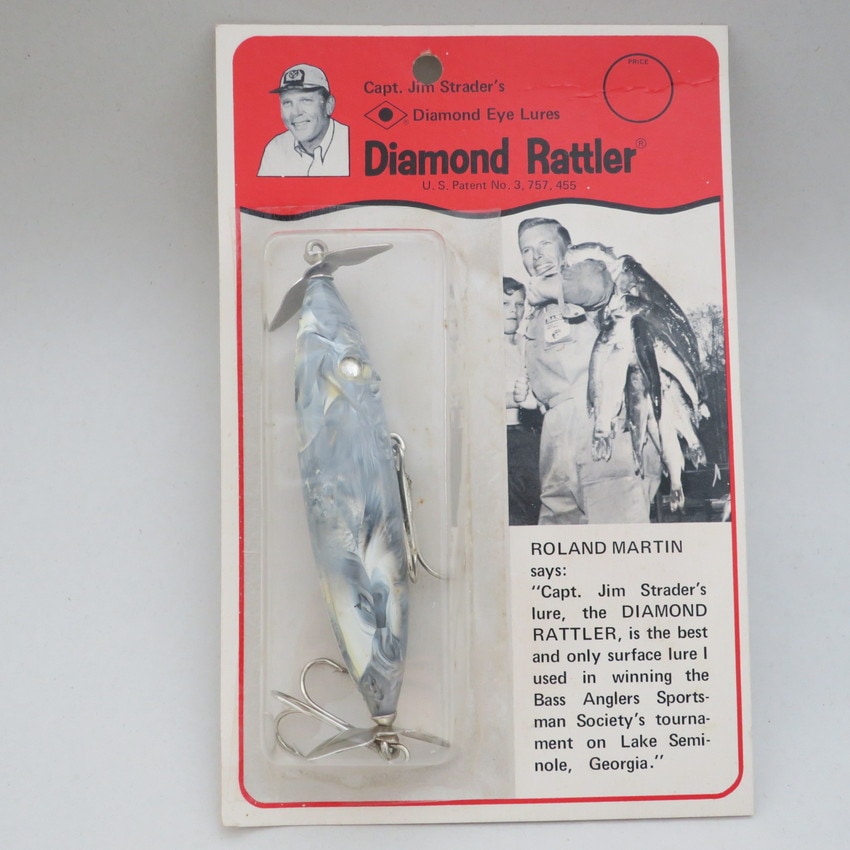 PRICE
Capt. Jim Strader's
Diamond Eye Lures
Diamond Rattler®
U. S. Patent No. 3, 757, 455
ROLAND MARTIN
says:
"Capt. Jim Strader's
lure, the DIAMOND
RATTLER, is the best
and only surface lure I
used in winning the
Bass Anglers Sports-
man Society's tourna-
ment on Lake Semi-
nole, Georgia."